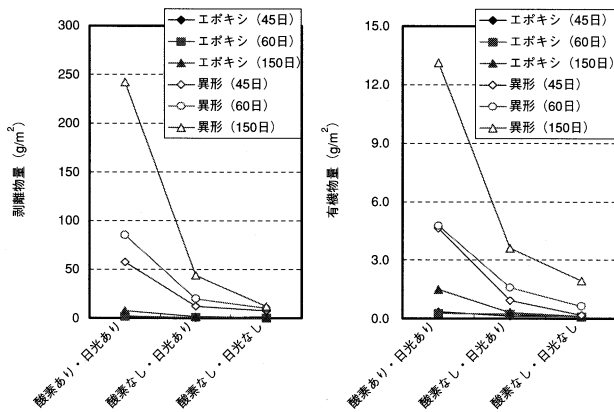 300
250
200
150
100
50
0
剥離物量 (g/m²)
エポキシ (45日)
エポキシ (60日)
エポキシ (150日)
異形 (45日)
異形 (60日)
異形 (150日)
酸素あり・日光あり
酸素なし・日光あり
酸素なし・日光なし
15.0
12.0
9.0
6.0
3.0
0.0
有機物量 (g/m²)
エポキシ (45日)
エポキシ (60日)
エポキシ (150日)
異形 (45日)
異形 (60日)
異形 (150日)
酸素あり・日光あり
酸素なし・日光あり
酸素なし・日光なし